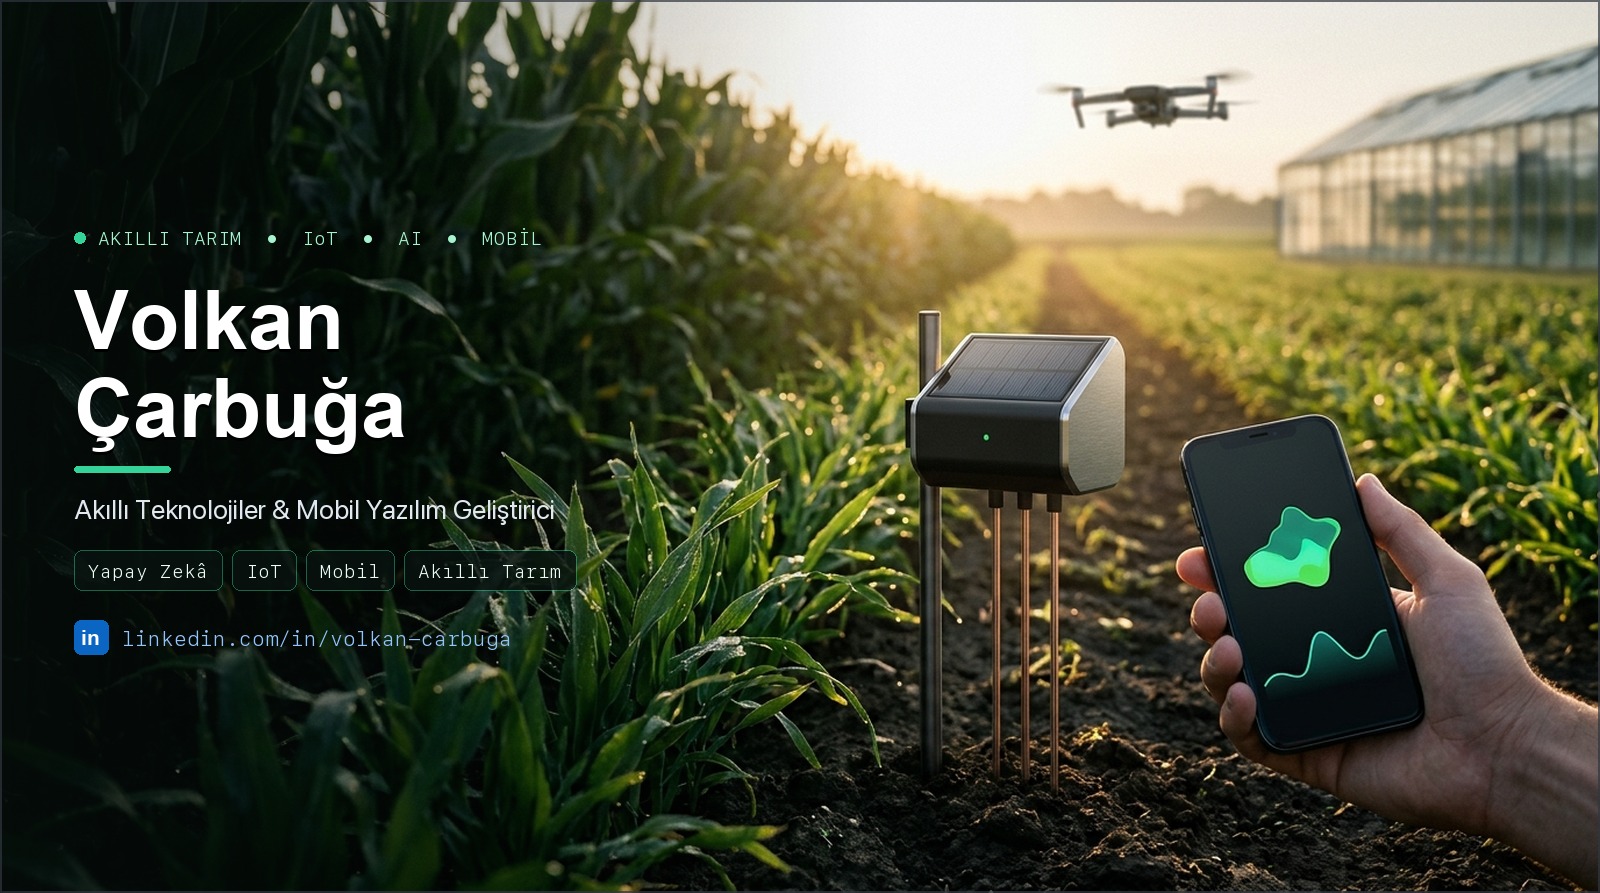 AKILLI TARIM • IoT • AI • MOBİL
Volkan
Çarbuğa
Akıllı Teknolojiler & Mobil Yazılım Geliştirici
Yapay Zekâ IoT Mobil Akıllı Tarım
in linkedin.com/in/volkan-carbuga